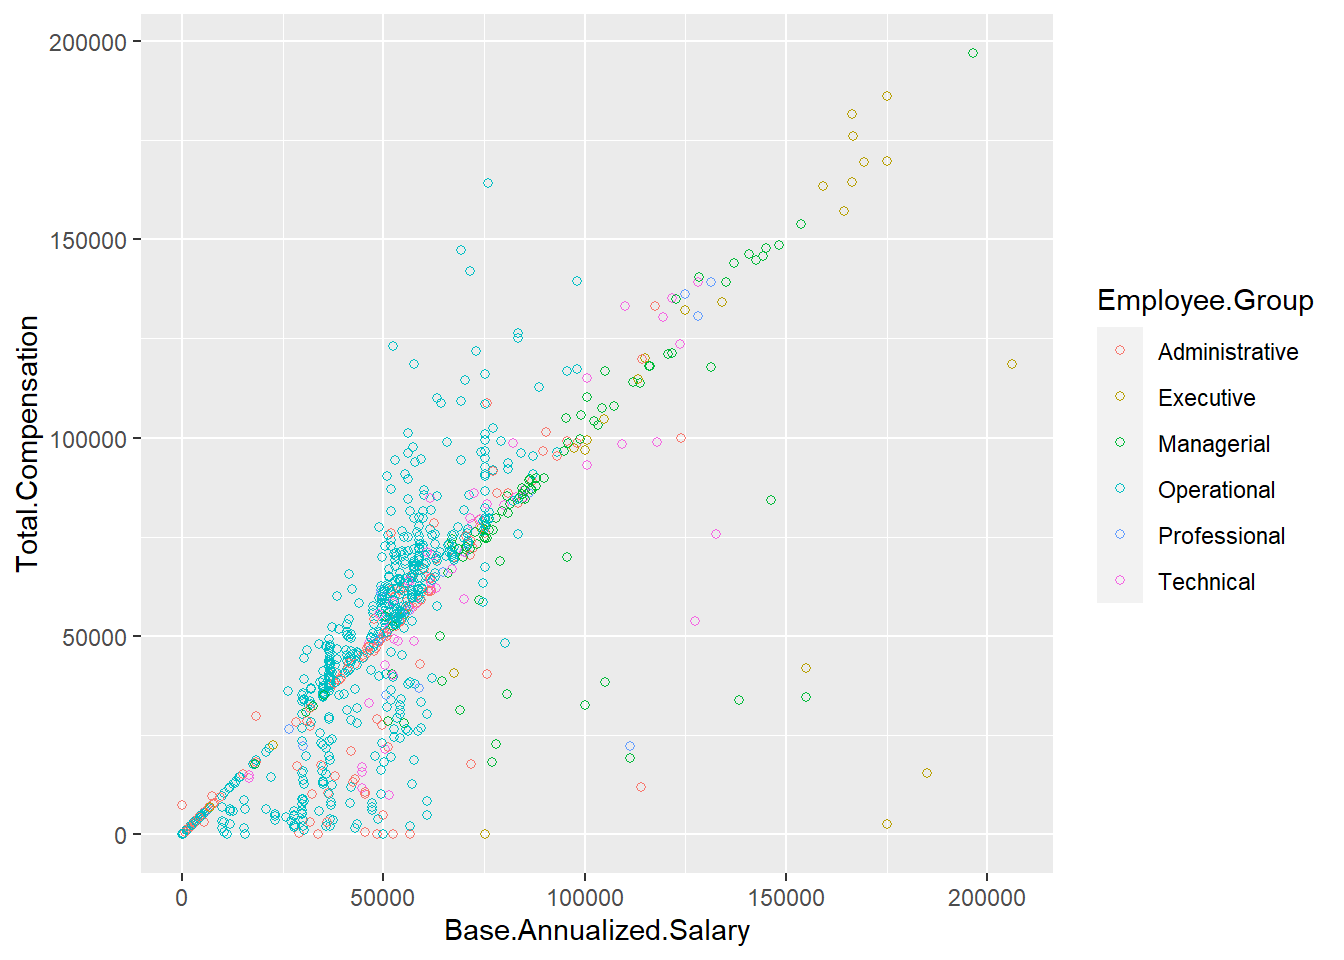 200000
150000
100000
50000
0
Total.Compensation
0
50000
100000
150000
200000
Base.Annualized.Salary
Employee.Group
Administrative
Executive
Managerial
Operational
Professional
Technical